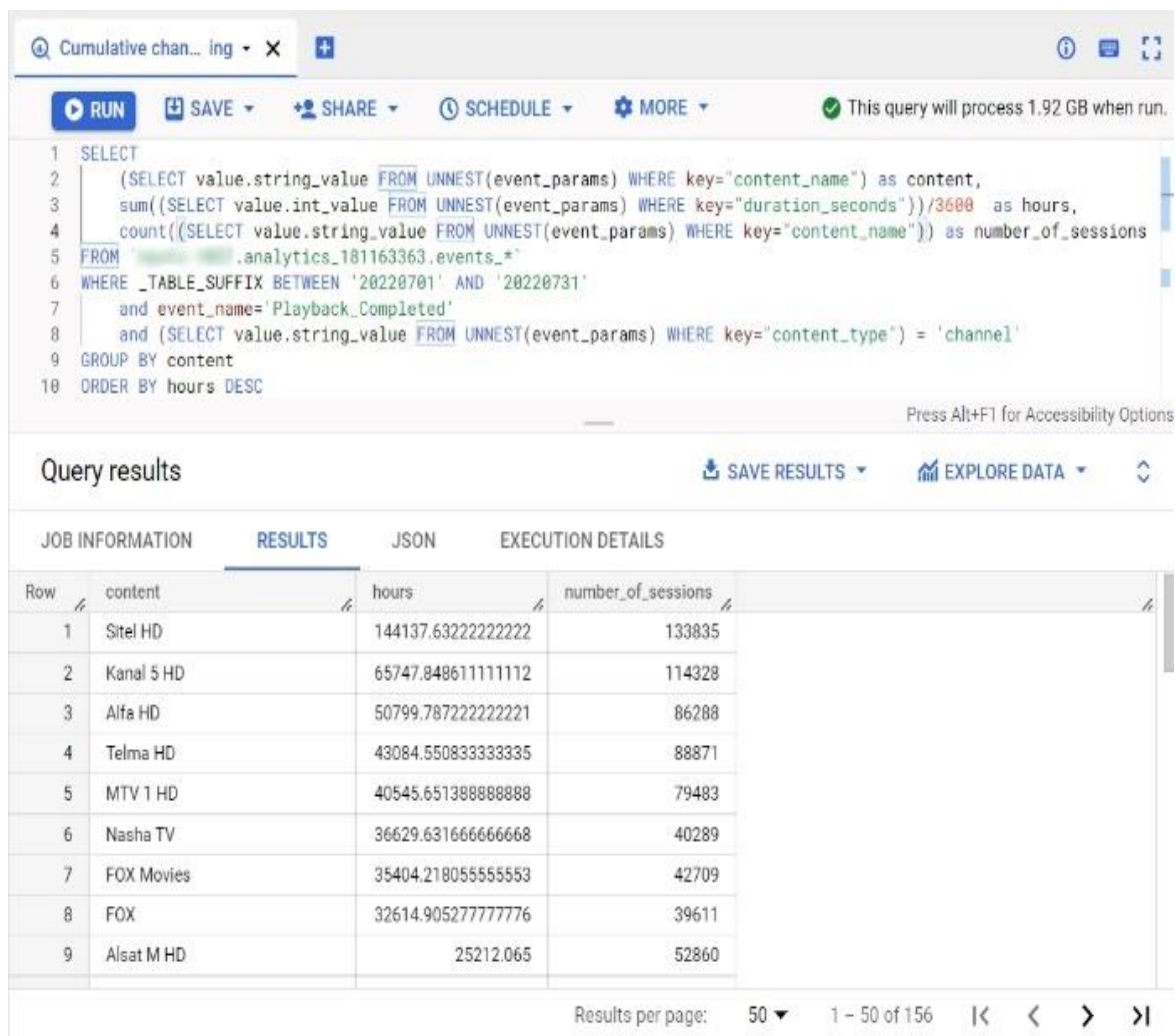 Cumulative chan... ing
RUN SAVE SHARE SCHEDULE MORE This query will process 1.92 GB when run.
1 SELECT
2 (SELECT value.string_value FROM UNNEST(event_params) WHERE key="content_name") as content,
3 sum((SELECT value.int_value FROM UNNEST(event_params) WHERE key="duration_seconds"))/3600 as hours,
4 count((SELECT value.string_value FROM UNNEST(event_params) WHERE key="content_name")) as number_of_sessions
5 FROM `.analytics_181163363.events_*`
6 WHERE _TABLE_SUFFIX BETWEEN '20220701' AND '20220731'
7 and event_name='Playback_Completed'
8 and (SELECT value.string_value FROM UNNEST(event_params) WHERE key="content_type") = 'channel'
9 GROUP BY content
10 ORDER BY hours DESC
Press Alt+F1 for Accessibility Options
Query results SAVE RESULTS EXPLORE DATA
JOB INFORMATION RESULTS JSON EXECUTION DETAILS
Row content hours number_of_sessions
1 Sitel HD 144137.63222222222 133835
2 Kanal 5 HD 65747.848611111112 114328
3 Alfa HD 50799.787222222221 86288
4 Telma HD 43084.550833333335 88871
5 MTV 1 HD 40545.651388888888 79483
6 Nasha TV 36629.631666666668 40289
7 FOX Movies 35404.218055555553 42709
8 FOX 32614.905277777776 39611
9 Alsat M HD 25212.065 52860
Results per page: 50 1 – 50 of 156